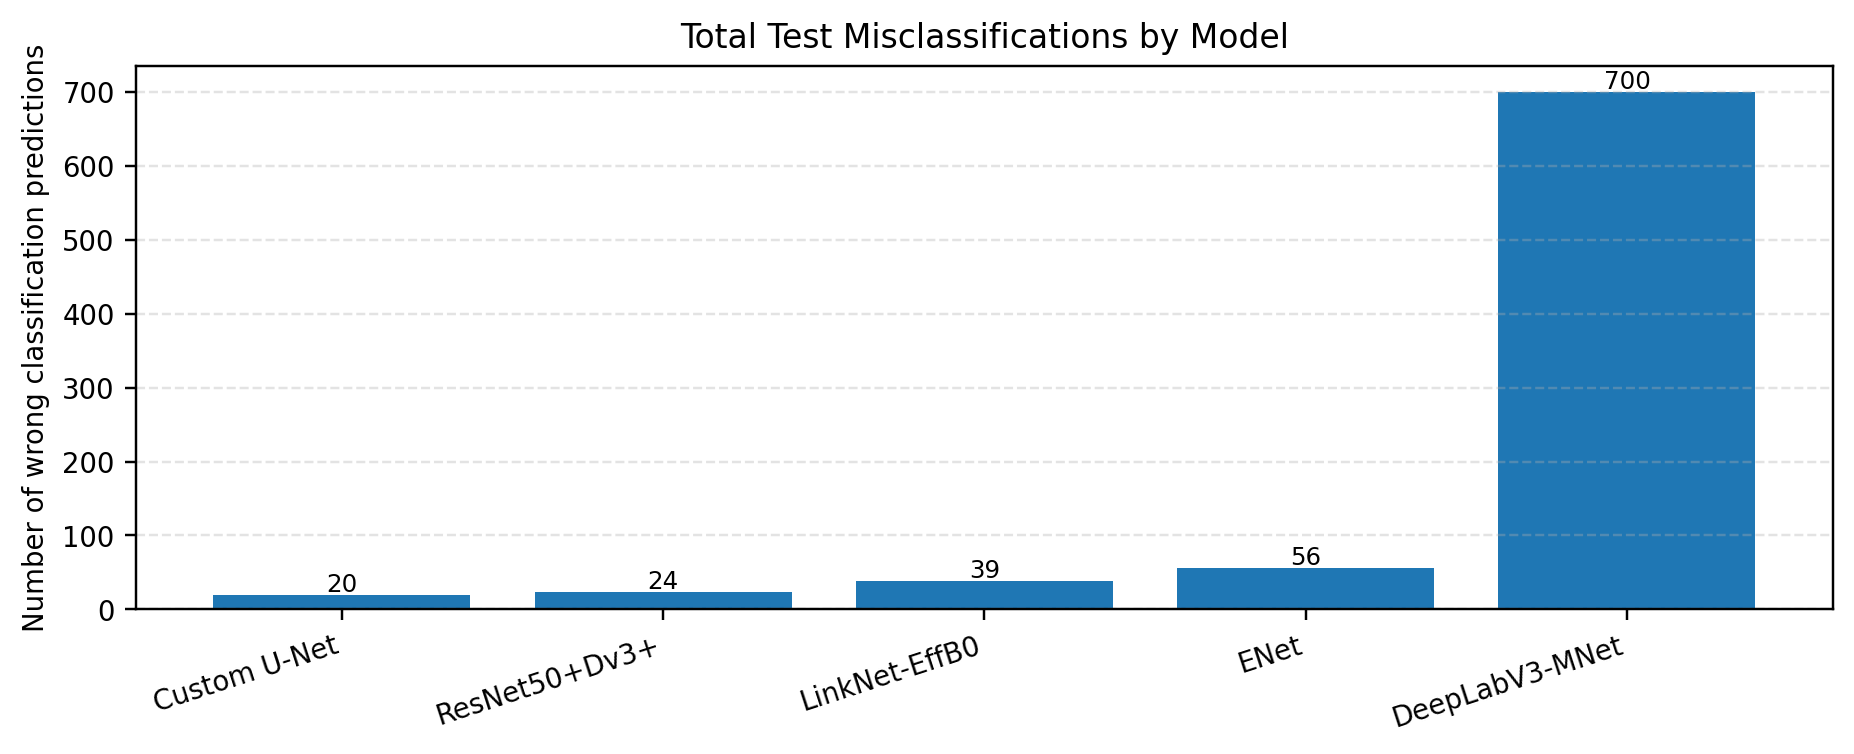 Total Test Misclassifications by Model
Number of wrong classification predictions
700
600
500
400
300
200
100
0
20
24
39
56
700
Custom U-Net
ResNet50+Dv3+
LinkNet-EffB0
ENet
DeepLabV3-MNet